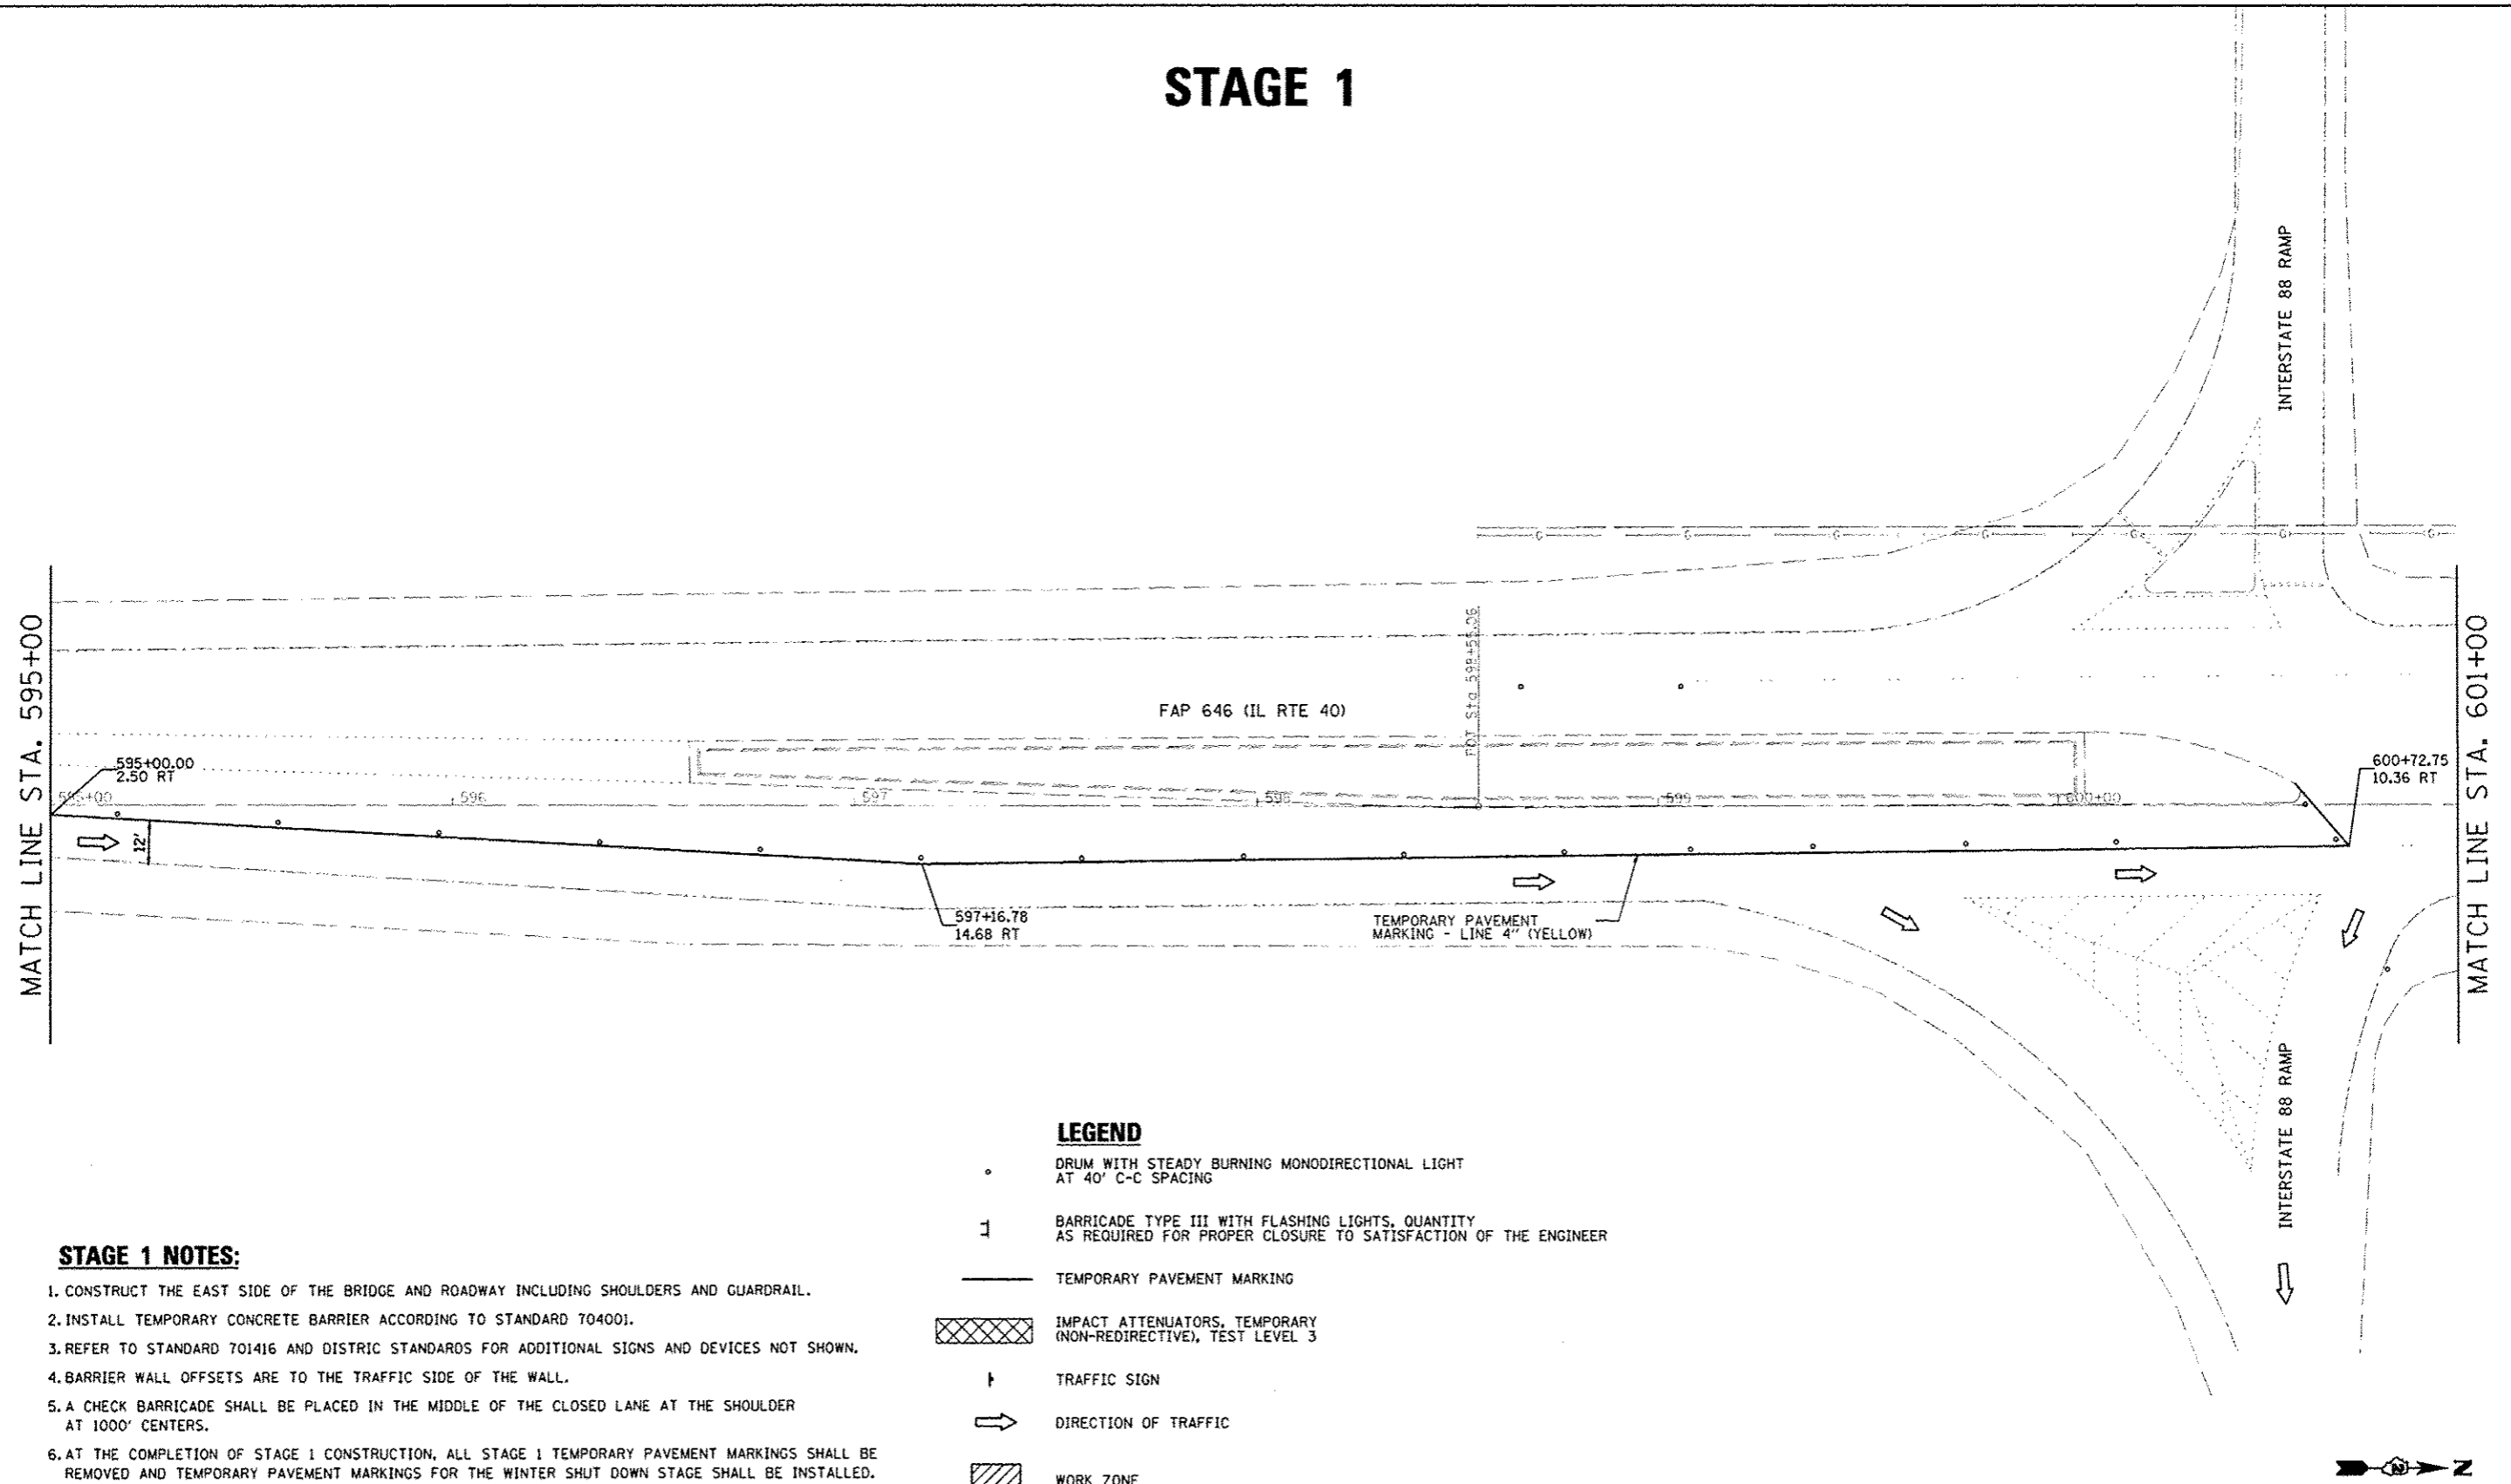 STAGE 1
INTERSTATE 88 RAMP
MATCH LINE STA. 595+00
MATCH LINE STA. 601+00
G G G G G G G
POT Sta 598+55.06
FAP 646 (IL RTE 40)
595+00.00
2.50 RT
600+72.75
10.36 RT
595+00 596 597 598 599 600+00
12'
597+16.78
14.68 RT
TEMPORARY PAVEMENT
MARKING - LINE 4" (YELLOW)
INTERSTATE 88 RAMP
LEGEND
DRUM WITH STEADY BURNING MONODIRECTIONAL LIGHT
AT 40' C-C SPACING
BARRICADE TYPE III WITH FLASHING LIGHTS, QUANTITY
AS REQUIRED FOR PROPER CLOSURE TO SATISFACTION OF THE ENGINEER
TEMPORARY PAVEMENT MARKING
IMPACT ATTENUATORS, TEMPORARY
(NON-REDIRECTIVE), TEST LEVEL 3
TRAFFIC SIGN
DIRECTION OF TRAFFIC
WORK ZONE
STAGE 1 NOTES:
1. CONSTRUCT THE EAST SIDE OF THE BRIDGE AND ROADWAY INCLUDING SHOULDERS AND GUARDRAIL.
2. INSTALL TEMPORARY CONCRETE BARRIER ACCORDING TO STANDARD 704001.
3. REFER TO STANDARD 701416 AND DISTRIC STANDARDS FOR ADDITIONAL SIGNS AND DEVICES NOT SHOWN.
4. BARRIER WALL OFFSETS ARE TO THE TRAFFIC SIDE OF THE WALL.
5. A CHECK BARRICADE SHALL BE PLACED IN THE MIDDLE OF THE CLOSED LANE AT THE SHOULDER
AT 1000' CENTERS.
6. AT THE COMPLETION OF STAGE 1 CONSTRUCTION, ALL STAGE 1 TEMPORARY PAVEMENT MARKINGS SHALL BE
REMOVED AND TEMPORARY PAVEMENT MARKINGS FOR THE WINTER SHUT DOWN STAGE SHALL BE INSTALLED.
N